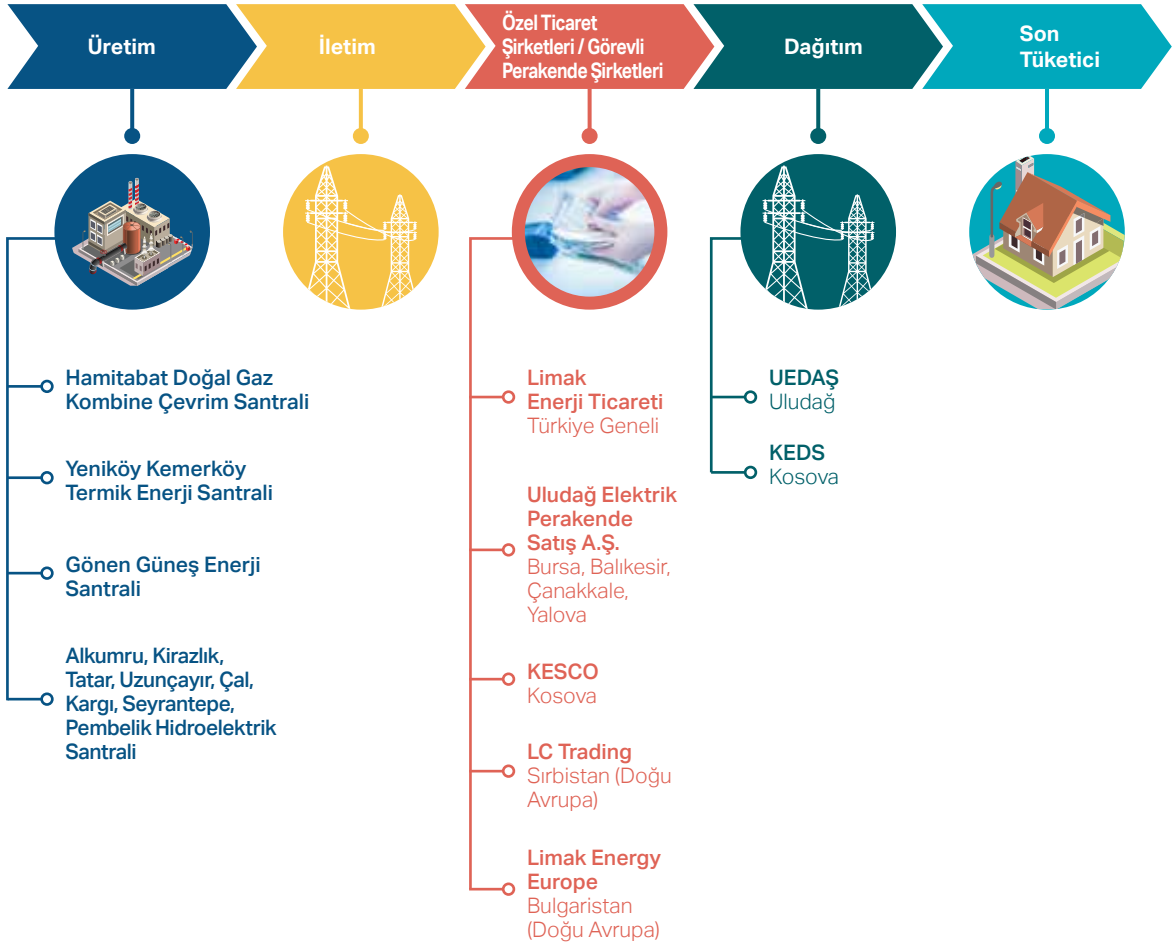 Üretim
İletim
Özel Ticaret
Şirketleri / Görevli
Perakende Şirketleri
Dağıtım
Son
Tüketici
Hamitabat Doğal Gaz
Kombine Çevrim Santrali
Yeniköy Kemerköy
Termik Enerji Santrali
Gönen Güneş Enerji
Santrali
Alkumru, Kirazlık,
Tatar, Uzunçayır, Çal,
Kargı, Seyrantepe,
Pembelik Hidroelektrik
Santrali
Limak
Enerji Ticareti
Türkiye Geneli
Uludağ Elektrik
Perakende
Satış A.Ş.
Bursa, Balıkesir,
Çanakkale,
Yalova
KESCO
Kosova
LC Trading
Sırbistan (Doğu
Avrupa)
Limak Energy
Europe
Bulgaristan
(Doğu Avrupa)
UEDAŞ
Uludağ
KEDS
Kosova